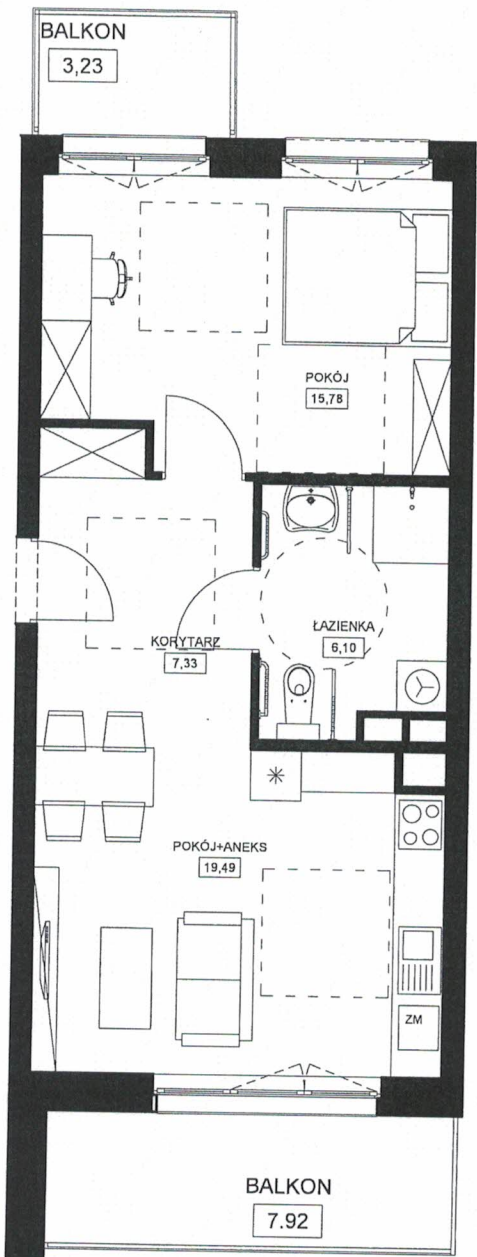 BALKON
3,23
POKÓJ
15,78
ŁAZIENKA
6,10
KORYTARZ
7,33
POKÓJ+ANEKS
19,49
ZM
BALKON
7.92